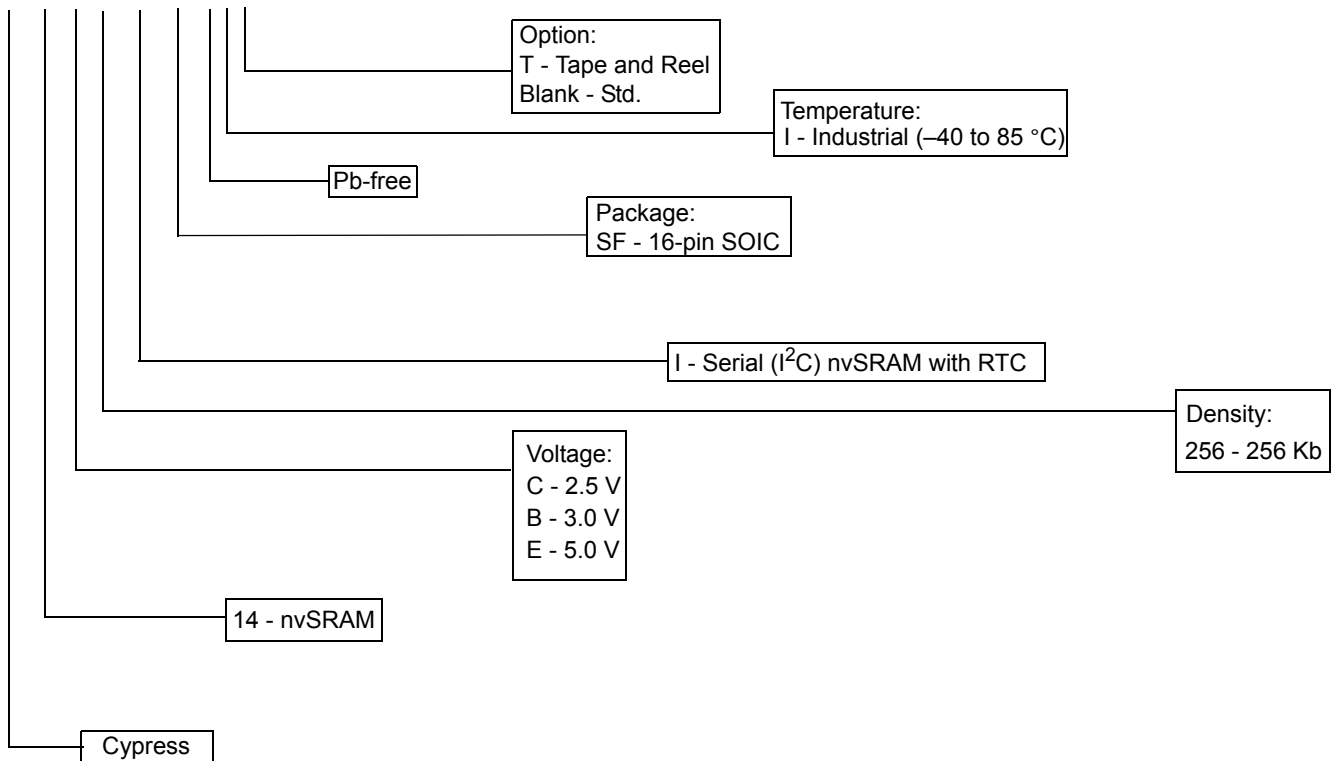 Option:
T - Tape and Reel
Blank - Std.
Temperature:
I - Industrial (–40 to 85 °C)
Pb-free
Package:
SF - 16-pin SOIC
I - Serial (I²C) nvSRAM with RTC
Density:
256 - 256 Kb
Voltage:
C - 2.5 V
B - 3.0 V
E - 5.0 V
14 - nvSRAM
Cypress